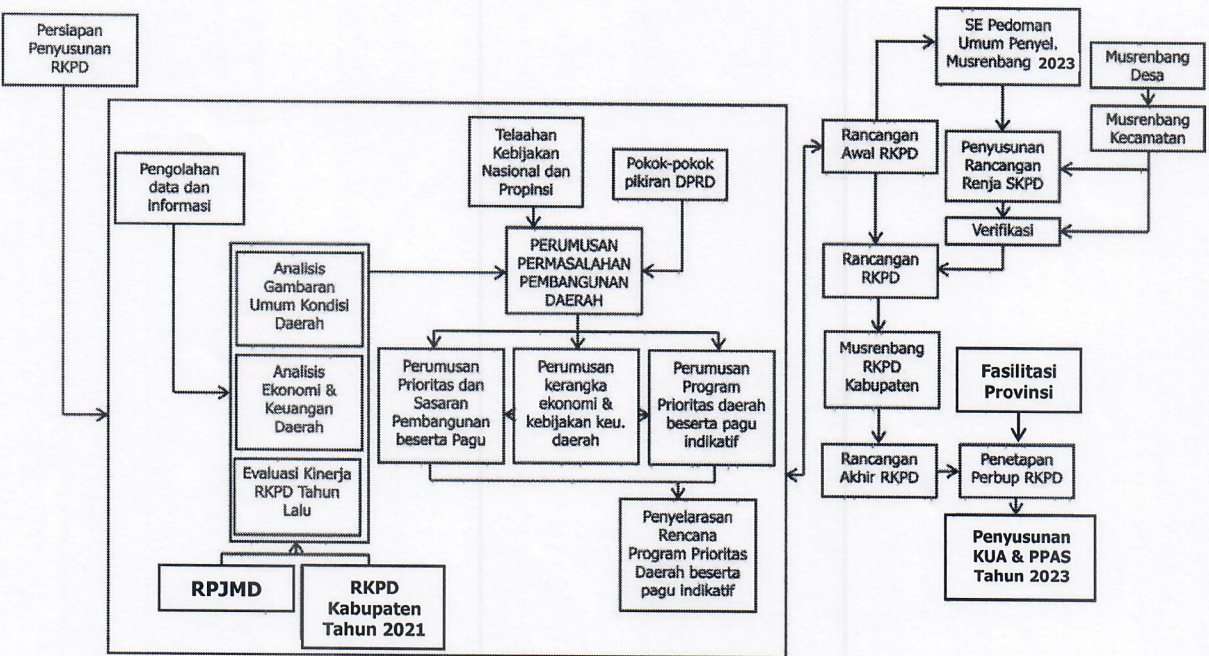 Persiapan
Penyusunan
RKPD
Pengolahan
data dan
informasi
Analisis
Gambaran
Umum Kondisi
Daerah
Analisis
Ekonomi &
Keuangan
Daerah
Evaluasi Kinerja
RKPD Tahun
Lalu
RPJMD
RKPD
Kabupaten
Tahun 2021
Telaahan
Kebijakan
Nasional dan
Propinsi
Pokok-pokok
pikiran DPRD
PERUMUSAN
PERMASALAHAN
PEMBANGUNAN
DAERAH
Perumusan
Prioritas dan
Sasaran
Pembangunan
beserta Pagu
Perumusan
kerangka
ekonomi &
kebijakan keu.
daerah
Perumusan
Program
Prioritas daerah
beserta pagu
indikatif
Penyelarasan
Rencana
Program Prioritas
Daerah beserta
pagu indikatif
Rancangan
Awal RKPD
SE Pedoman
Umum Penyel.
Musrenbang 2023
Musrenbang
Desa
Musrenbang
Kecamatan
Penyusunan
Rancangan
Renja SKPD
Verifikasi
Rancangan
RKPD
Musrenbang
RKPD
Kabupaten
Fasilitasi
Provinsi
Rancangan
Akhir RKPD
Penetapan
Perbup RKPD
Penyusunan
KUA & PPAS
Tahun 2023